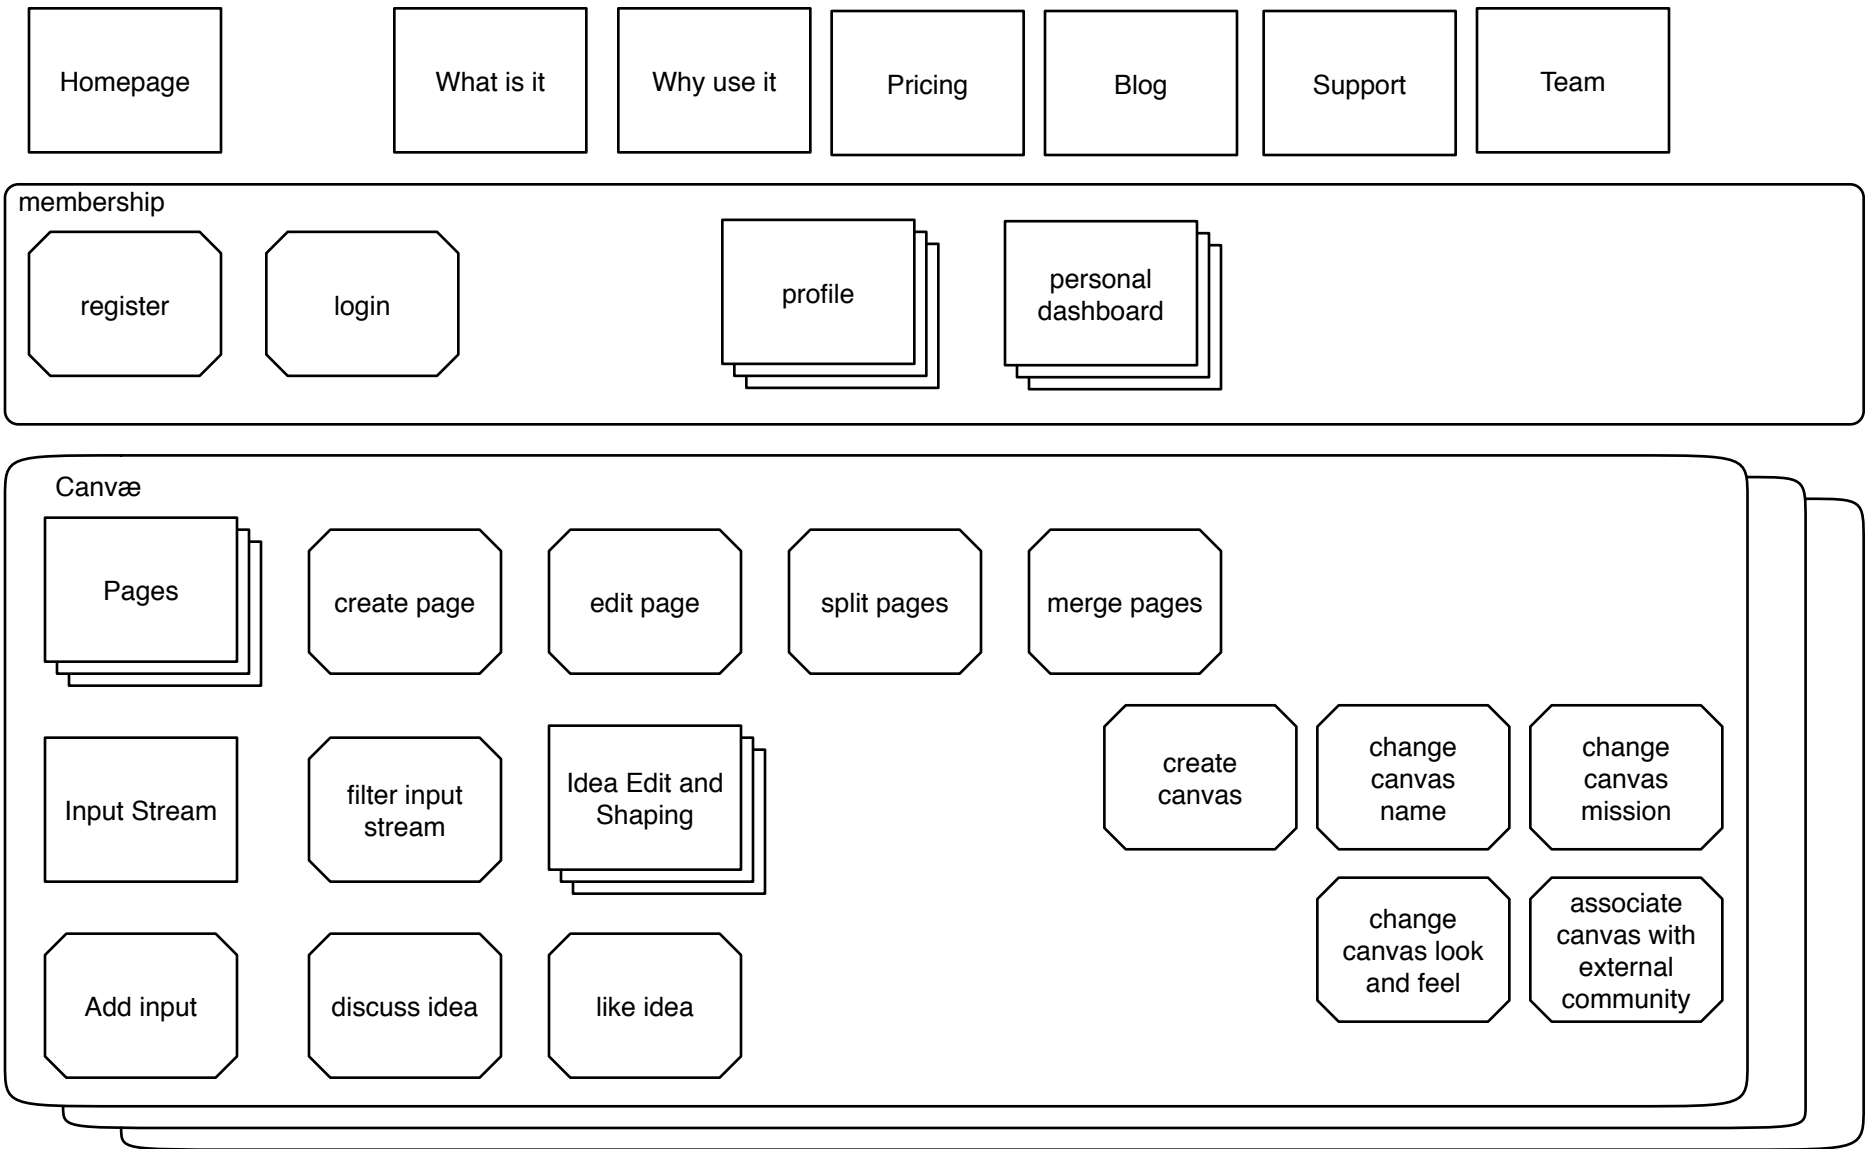 Homepage
What is it
Why use it
Pricing
Blog
Support
Team
membership
register
login
profile
personal
dashboard
Canvæ
Pages
create page
edit page
split pages
merge pages
Input Stream
filter input
stream
Idea Edit and
Shaping
create
canvas
change
canvas
name
change
canvas
mission
Add input
discuss idea
like idea
change
canvas look
and feel
associate
canvas with
external
community